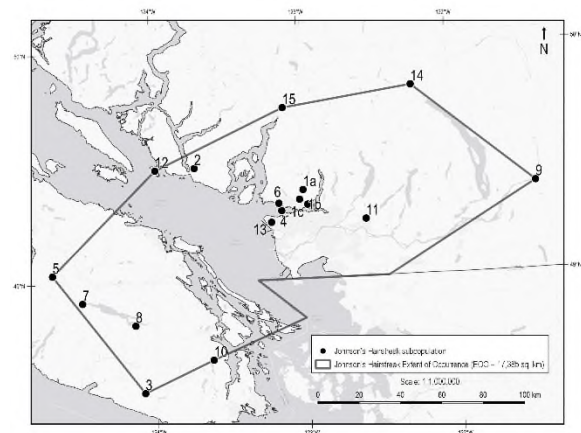 N
14
15
12
2
9
1a
6
1b
1c
4
11
13
5
7
8
10
3
Johnson's Hairstreak subcopulation
Johnson's Hairstreak Extent of Occurrence (EOO = 17,385 sq. km)
Scale: 1:1,000,000
0 20 40 60 80 100 km